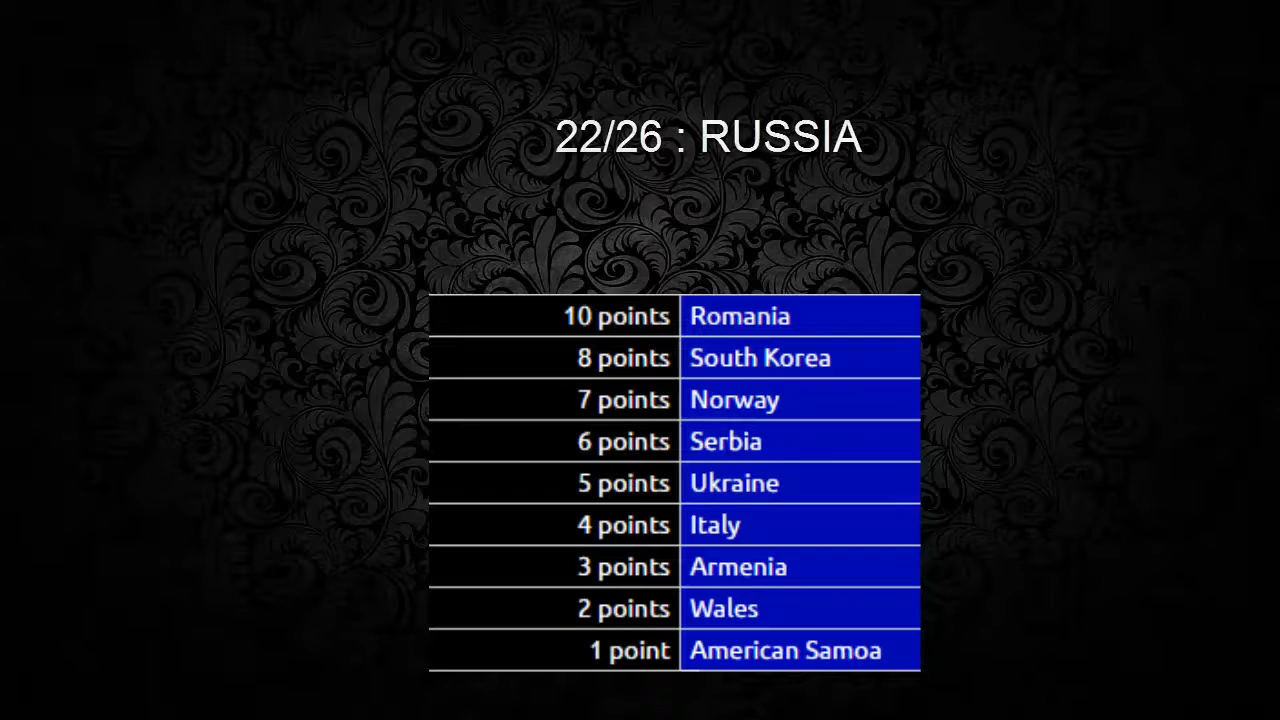 22/26 : RUSSIA
10 points Romania
8 points South Korea
7 points Norway
6 points Serbia
5 points Ukraine
4 points Italy
3 points Armenia
2 points Wales
1 point American Samoa